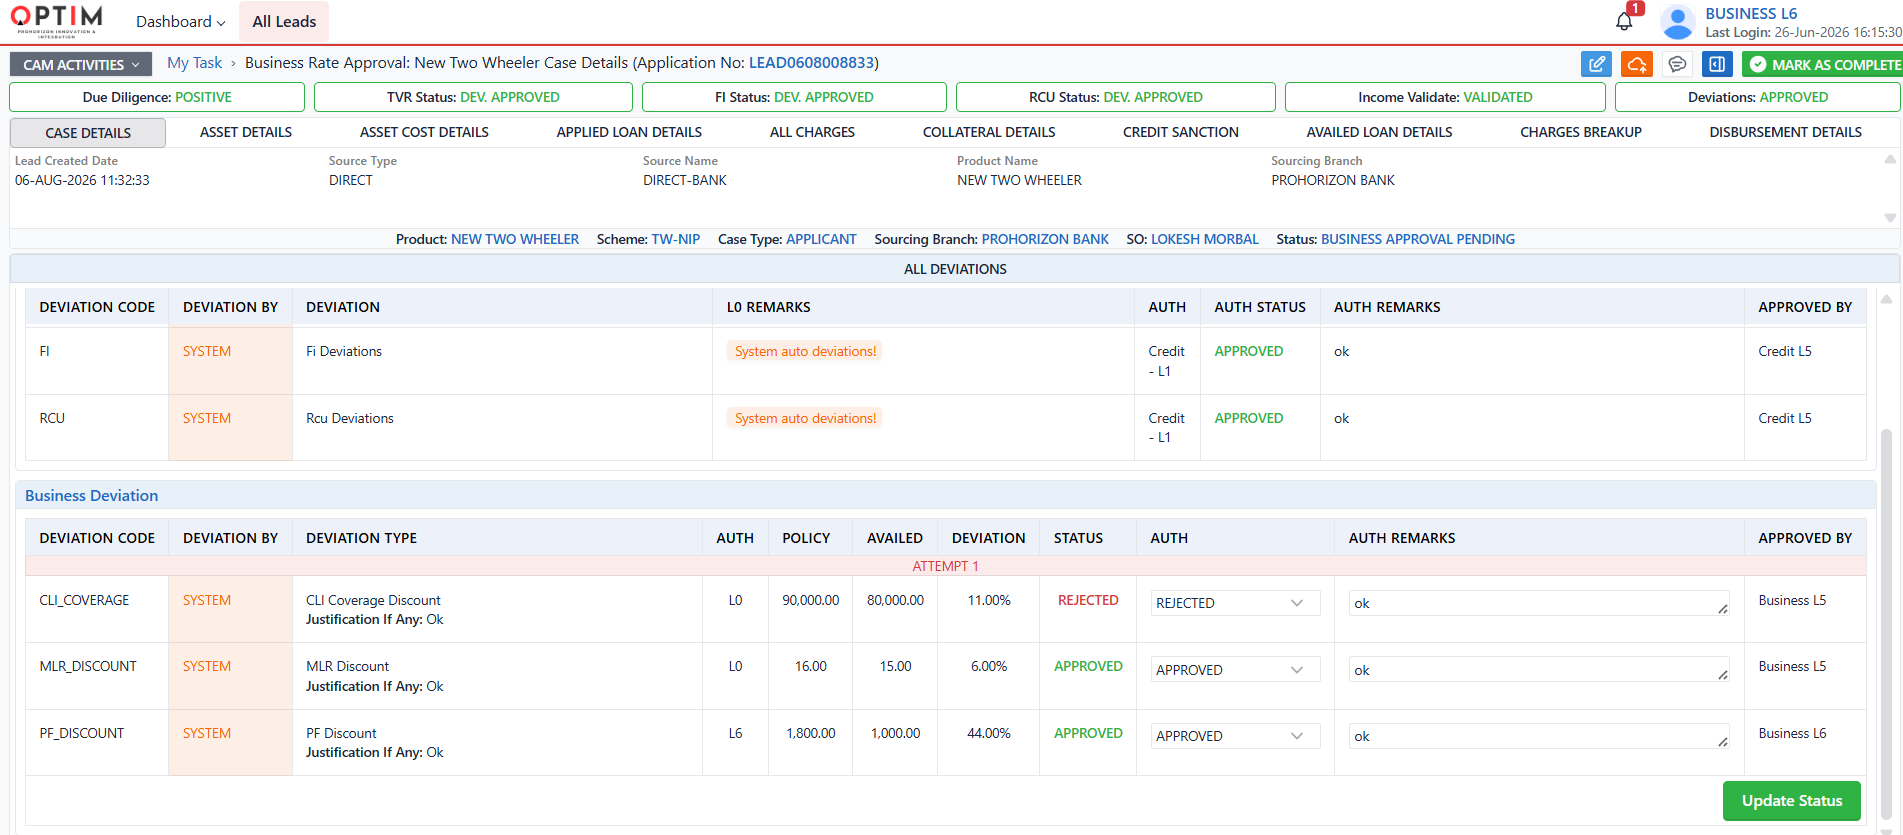 OPTIM
PROHORIZON INNOVATION &
INTEGRATION
Dashboard
All Leads
1
BUSINESS L6
Last Login: 26-Jun-2026 16:15:30
CAM ACTIVITIES
My Task › Business Rate Approval: New Two Wheeler Case Details (Application No: LEAD0608008833)
MARK AS COMPLETE
Due Diligence: POSITIVE
TVR Status: DEV. APPROVED
FI Status: DEV. APPROVED
RCU Status: DEV. APPROVED
Income Validate: VALIDATED
Deviations: APPROVED
CASE DETAILS
ASSET DETAILS
ASSET COST DETAILS
APPLIED LOAN DETAILS
ALL CHARGES
COLLATERAL DETAILS
CREDIT SANCTION
AVAILED LOAN DETAILS
CHARGES BREAKUP
DISBURSEMENT DETAILS
Lead Created Date
06-AUG-2026 11:32:33
Source Type
DIRECT
Source Name
DIRECT-BANK
Product Name
NEW TWO WHEELER
Sourcing Branch
PROHORIZON BANK
Product: NEW TWO WHEELER Scheme: TW-NIP Case Type: APPLICANT Sourcing Branch: PROHORIZON BANK SO: LOKESH MORBAL Status: BUSINESS APPROVAL PENDING
ALL DEVIATIONS
DEVIATION CODE DEVIATION BY DEVIATION L0 REMARKS AUTH AUTH STATUS AUTH REMARKS APPROVED BY
FI SYSTEM Fi Deviations System auto deviations! Credit APPROVED ok Credit L5
- L1
RCU SYSTEM Rcu Deviations System auto deviations! Credit APPROVED ok Credit L5
- L1
Business Deviation
DEVIATION CODE DEVIATION BY DEVIATION TYPE AUTH POLICY AVAILED DEVIATION STATUS AUTH AUTH REMARKS APPROVED BY
ATTEMPT 1
CLI_COVERAGE SYSTEM CLI Coverage Discount L0 90,000.00 80,000.00 11.00% REJECTED REJECTED ok Business L5
Justification If Any: Ok
MLR_DISCOUNT SYSTEM MLR Discount L0 16.00 15.00 6.00% APPROVED APPROVED ok Business L5
Justification If Any: Ok
PF_DISCOUNT SYSTEM PF Discount L6 1,800.00 1,000.00 44.00% APPROVED APPROVED ok Business L6
Justification If Any: Ok
Update Status